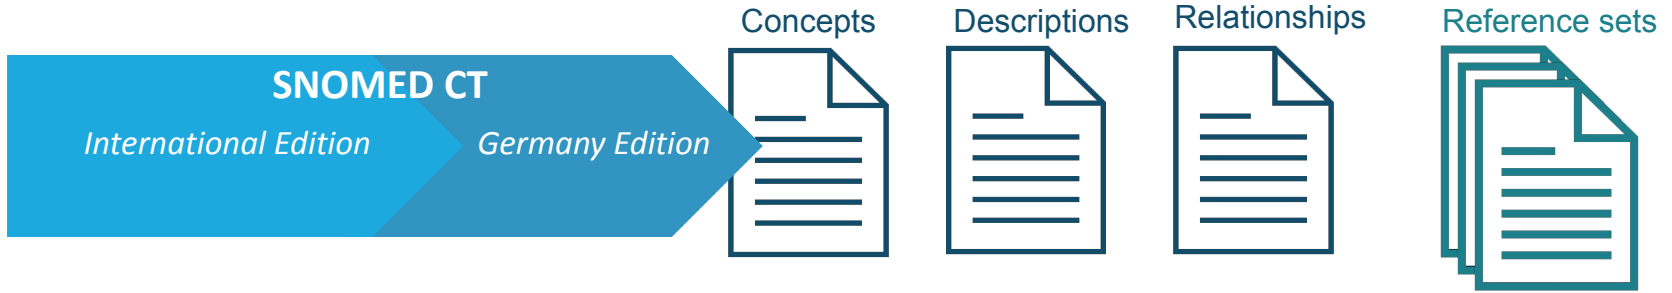 Concepts
Descriptions
Relationships
Reference sets
SNOMED CT
International Edition
Germany Edition